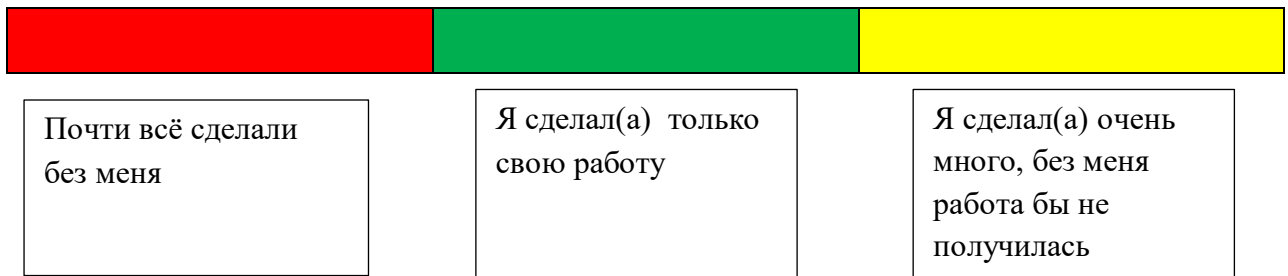 Почти всё сделали
без меня
Я сделал(а) только
свою работу
Я сделал(а) очень
много, без меня
работа бы не
получилась